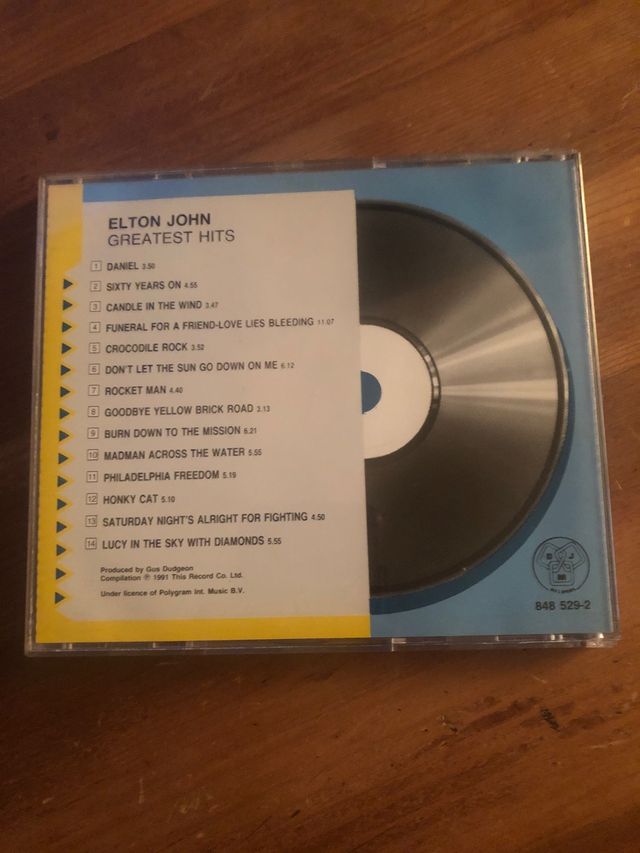 ELTON JOHN
GREATEST HITS
1 DANIEL 3.50
2 SIXTY YEARS ON 4.55
3 CANDLE IN THE WIND 3.47
4 FUNERAL FOR A FRIEND-LOVE LIES BLEEDING 11.07
5 CROCODILE ROCK 3.52
6 DON'T LET THE SUN GO DOWN ON ME 6.12
7 ROCKET MAN 4.40
8 GOODBYE YELLOW BRICK ROAD 3.13
9 BURN DOWN TO THE MISSION 6.21
10 MADMAN ACROSS THE WATER 5.55
11 PHILADELPHIA FREEDOM 5.19
12 HONKY CAT 5.10
13 SATURDAY NIGHT'S ALRIGHT FOR FIGHTING 4.50
14 LUCY IN THE SKY WITH DIAMONDS 5.55
Produced by Gus Dudgeon
Compilation ℗ 1991 This Record Co. Ltd.
Under licence of Polygram Int. Music B.V.
848 529-2